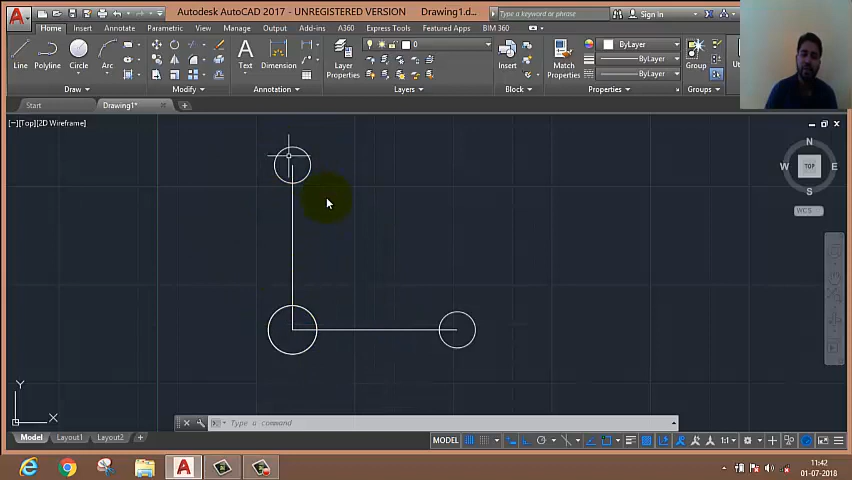 Autodesk AutoCAD 2017 - UNREGISTERED VERSION Drawing1.d...
Type a keyword or phrase
Sign In
Home Insert Annotate Parametric View Manage Output Add-ins A360 Express Tools Featured Apps BIM 360
0
ByLayer
ByLayer
ByLayer
Line Polyline Circle Arc Text Dimension Layer Properties Insert Match Properties Group
Draw Modify Annotation Layers Block Properties Groups
Start Drawing1*
[−][Top][2D Wireframe]
N
W TOP E
S
WCS
Y
X
Type a command
Model Layout1 Layout2
MODEL 1:1
A
11:42
01-07-2018